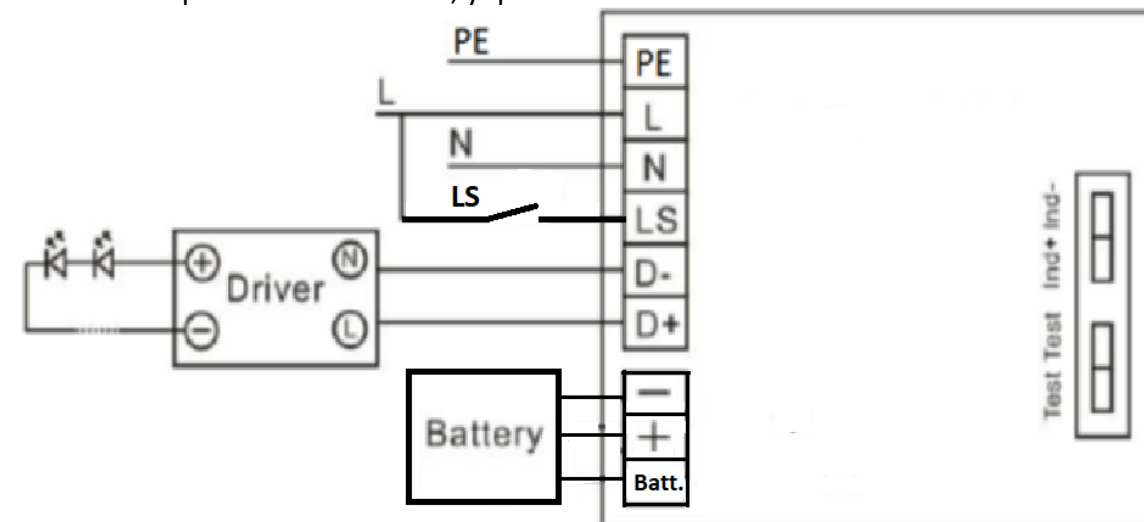 PE
PE
L
L
N
N
LS
LS
+
Driver
N
D-
-
L
D+
Battery
-
+
Batt.
Test Test Ind+ Ind-